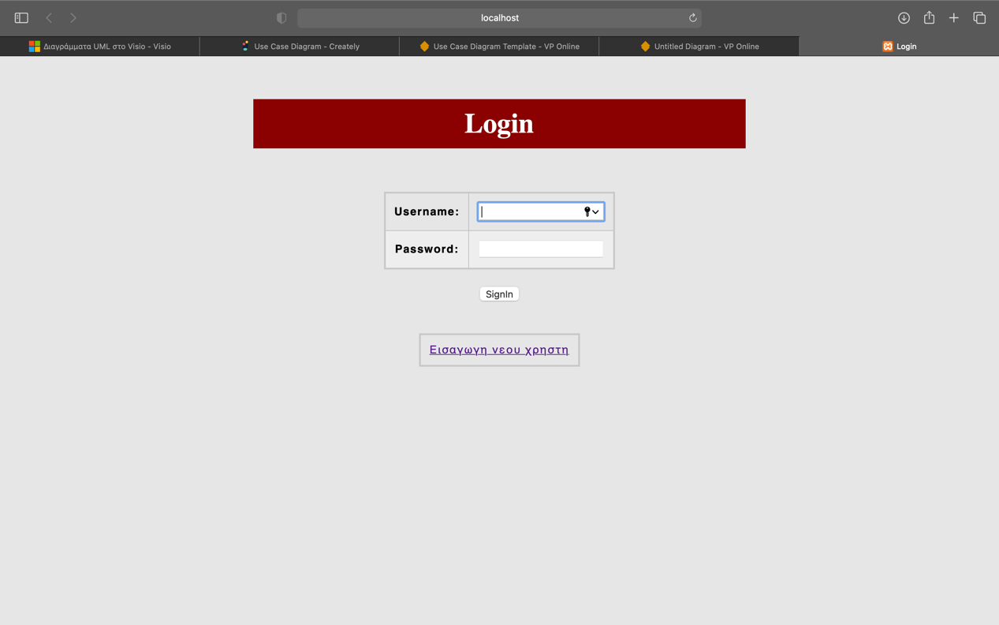 localhost
Διαγράμματα UML στο Visio - Visio
Use Case Diagram - Creately
Use Case Diagram Template - VP Online
Untitled Diagram - VP Online
Login
Login
Username:
Password:
SignIn
Εισαγωγη νεου χρηστη